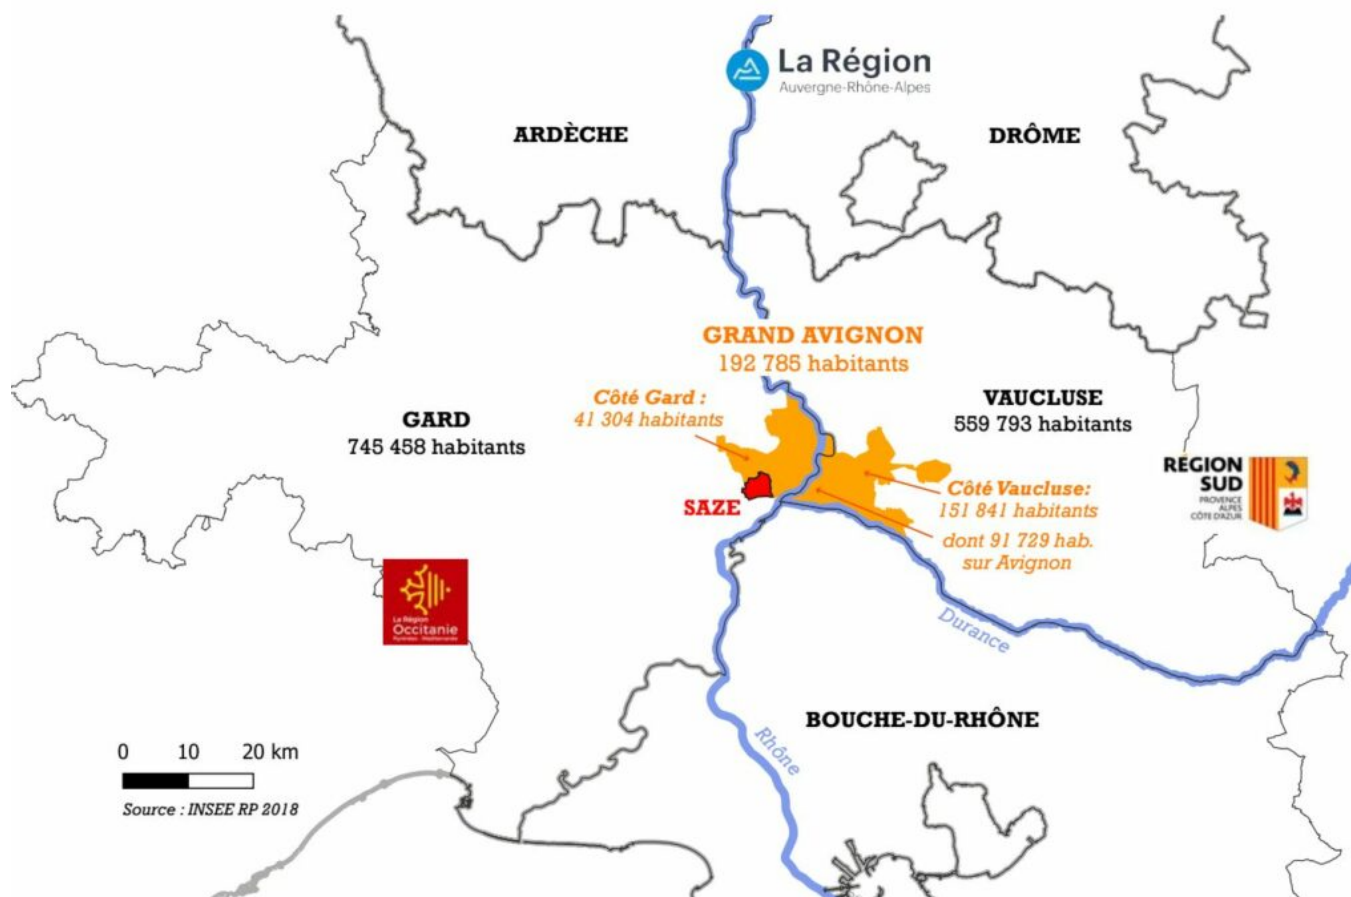 La Région
Auvergne-Rhône-Alpes
ARDÈCHE
DRÔME
GRAND AVIGNON
192 785 habitants
Côté Gard :
41 304 habitants
GARD
745 458 habitants
VAUCLUSE
559 793 habitants
RÉGION
SUD
PROVENCE
ALPES
CÔTE D'AZUR
SAZE
Côté Vaucluse:
151 841 habitants
dont 91 729 hab.
sur Avignon
La Région
Occitanie
Pyrénées - Méditerranée
Durance
BOUCHE-DU-RHÔNE
Rhône
0 10 20 km
Source : INSEE RP 2018